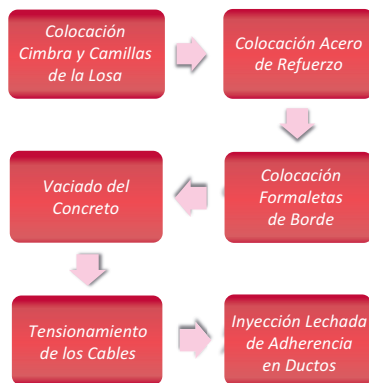 Colocación
Cimbra y Camillas
de la Losa
Colocación Acero
de Refuerzo
Colocación
Formaletas
de Borde
Vaciado del
Concreto
Tensionamiento
de los Cables
Inyección Lechada
de Adherencia
en Ductos